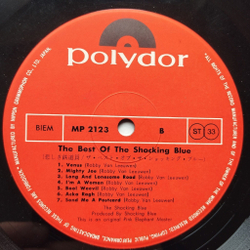 polydor
BIEM
MP 2123
B
ST 33
The Best Of The Shocking Blue
1. Venus (Robby Van Leeuwen)
2. Mighty Joe (Robby Van Leeuwen)
3. Long And Lonesome Road (Robby Van Leeuwen)
4. I'm A Woman (Robby Van Leeuwen)
5. Boal Weevil (Robby Van Leeuwen)
6. Acka Ragh (Robby Van Leeuwen)
7. Send Me A Postcard (Robby Van Leeuwen)
The Shocking Blue
Produced by Shocking Blue
This is an original Pink Elephant Master